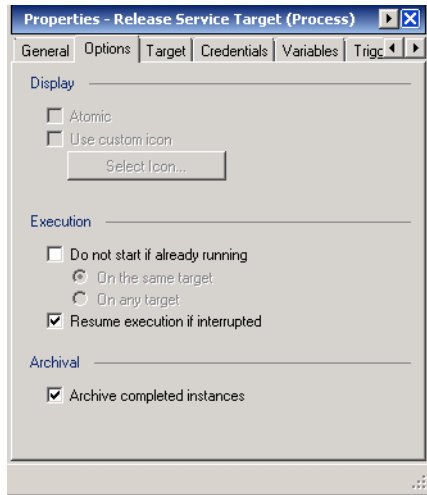 Properties - Release Service Target (Process)
General Options Target Credentials Variables Trigg
Display
Atomic
Use custom icon
Select Icon...
Execution
Do not start if already running
On the same target
On any target
Resume execution if interrupted
Archival
Archive completed instances